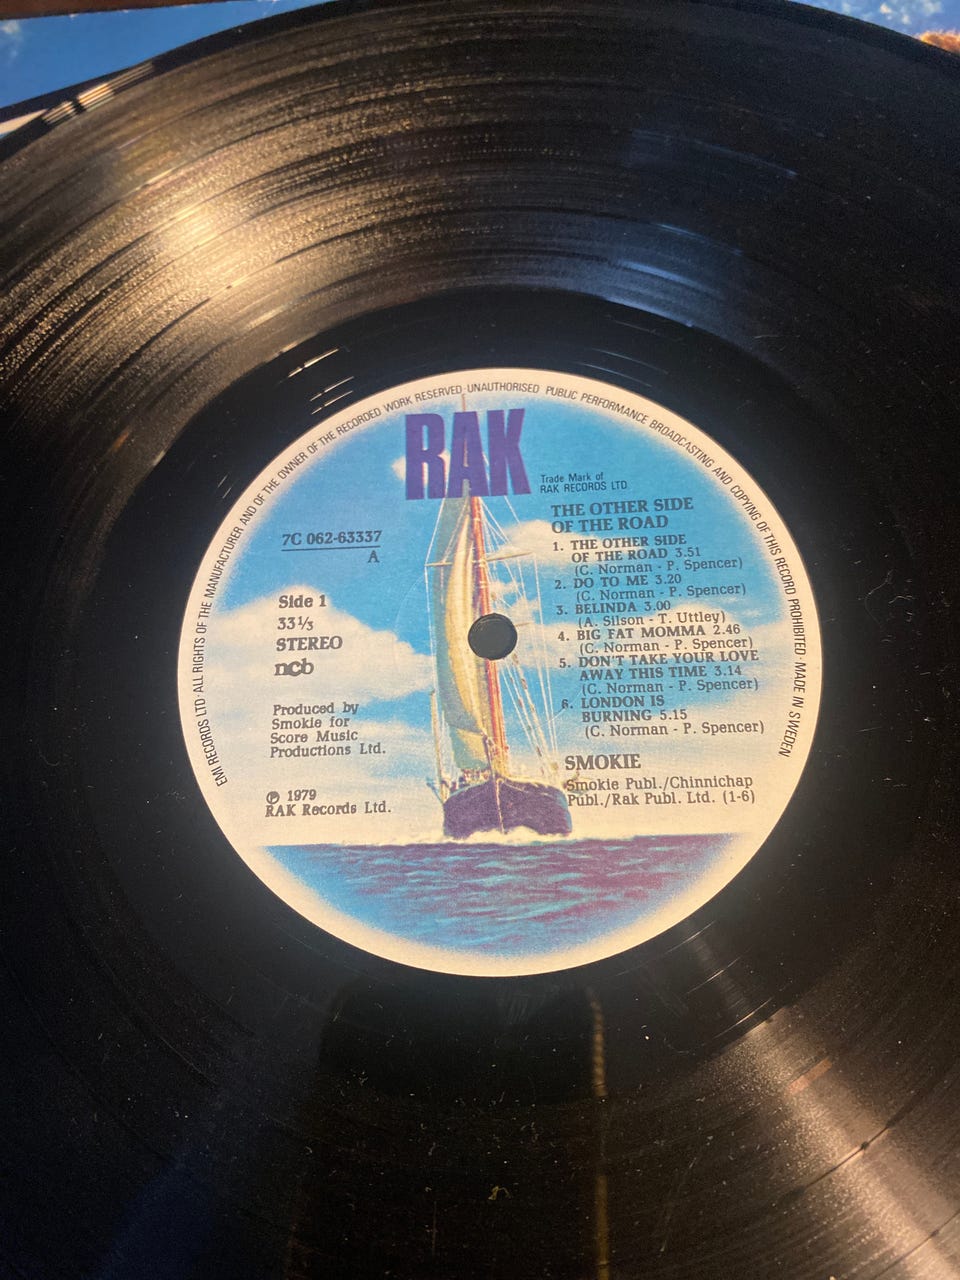 EMI RECORDS LTD · ALL RIGHTS OF THE MANUFACTURER AND OF THE OWNER OF THE RECORDED WORK RESERVED · UNAUTHORISED PUBLIC PERFORMANCE BROADCASTING AND COPYING OF THIS RECORD PROHIBITED · MADE IN SWEDEN
RAK
Trade Mark of
RAK RECORDS LTD.
7C 062-63337
A
Side 1
33⅓
STEREO
ncb
Produced by
Smokie for
Score Music
Productions Ltd.
℗ 1979
RAK Records Ltd.
THE OTHER SIDE
OF THE ROAD
1. THE OTHER SIDE
OF THE ROAD 3.51
(C. Norman - P. Spencer)
2. DO TO ME 3.20
(C. Norman - P. Spencer)
3. BELINDA 3.00
(A. Silson - T. Uttley)
4. BIG FAT MOMMA 2.46
(C. Norman - P. Spencer)
5. DON'T TAKE YOUR LOVE
AWAY THIS TIME 3.14
(C. Norman - P. Spencer)
6. LONDON IS
BURNING 5.15
(C. Norman - P. Spencer)
SMOKIE
Smokie Publ./Chinnichap
Publ./Rak Publ. Ltd. (1-6)